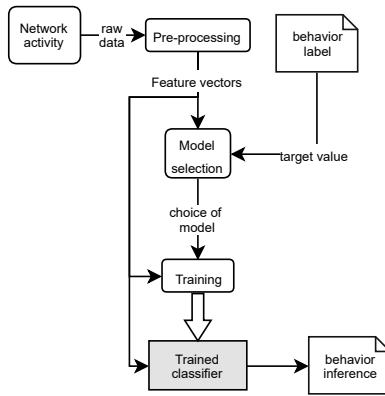 Network
activity
raw
data
Pre-processing
behavior
label
Feature vectors
Model
selection
target value
choice of
model
Training
Trained
classifier
behavior
inference